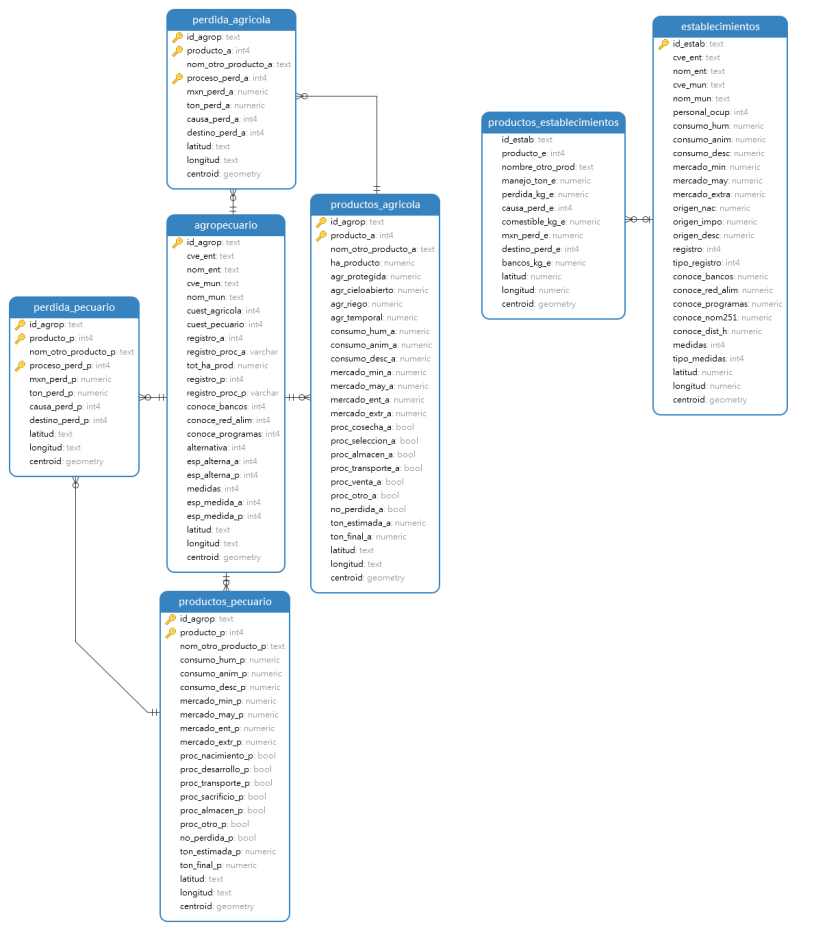 perdida_agricola
id_agrop: text
producto_a: int4
nom_otro_producto_a: text
proceso_perd_a: int4
mxn_perd_a: numeric
ton_perd_a: numeric
causa_perd_a: int4
destino_perd_a: int4
latitud: text
longitud: text
centroid: geometry
establecimientos
id_estab: text
cve_ent: text
nom_ent: text
cve_mun: text
nom_mun: text
personal_ocup: int4
consumo_hum: numeric
consumo_anim: numeric
consumo_desc: numeric
mercado_min: numeric
mercado_may: numeric
mercado_extra: numeric
origen_nac: numeric
origen_impo: numeric
origen_desc: numeric
registro: int4
tipo_registro: int4
conoce_bancos: numeric
conoce_red_alim: numeric
conoce_programas: numeric
conoce_nom251: numeric
conoce_dist_h: numeric
medidas: int4
tipo_medidas: int4
latitud: numeric
longitud: numeric
centroid: geometry
productos_establecimientos
id_estab: text
producto_e: int4
nombre_otro_prod: text
manejo_ton_e: numeric
perdida_kg_e: numeric
causa_perd_e: int4
comestible_kg_e: numeric
mxn_perd_e: numeric
destino_perd_e: int4
bancos_kg_e: numeric
latitud: numeric
longitud: numeric
centroid: geometry
productos_agricola
id_agrop: text
producto_a: int4
nom_otro_producto_a: text
ha_producto: numeric
agr_protegida: numeric
agr_cieloabierto: numeric
agr_riego: numeric
agr_temporal: numeric
consumo_hum_a: numeric
consumo_anim_a: numeric
consumo_desc_a: numeric
mercado_min_a: numeric
mercado_may_a: numeric
mercado_ent_a: numeric
mercado_extr_a: numeric
proc_cosecha_a: bool
proc_seleccion_a: bool
proc_almacen_a: bool
proc_transporte_a: bool
proc_venta_a: bool
proc_otro_a: bool
no_perdida_a: bool
ton_estimada_a: numeric
ton_final_a: numeric
latitud: text
longitud: text
centroid: geometry
agropecuario
id_agrop: text
cve_ent: text
nom_ent: text
cve_mun: text
nom_mun: text
cuest_agricola: int4
cuest_pecuario: int4
registro_a: int4
registro_proc_a: varchar
tot_ha_prod: numeric
registro_p: int4
registro_proc_p: varchar
conoce_bancos: int4
conoce_red_alim: int4
conoce_programas: int4
alternativa: int4
esp_alterna_a: int4
esp_alterna_p: int4
medidas: int4
esp_medida_a: int4
esp_medida_p: int4
latitud: text
longitud: text
centroid: geometry
perdida_pecuario
id_agrop: text
producto_p: int4
nom_otro_producto_p: text
proceso_perd_p: int4
mxn_perd_p: numeric
ton_perd_p: numeric
causa_perd_p: int4
destino_perd_p: int4
latitud: text
longitud: text
centroid: geometry
productos_pecuario
id_agrop: text
producto_p: int4
nom_otro_producto_p: text
consumo_hum_p: numeric
consumo_anim_p: numeric
consumo_desc_p: numeric
mercado_min_p: numeric
mercado_may_p: numeric
mercado_ent_p: numeric
mercado_extr_p: numeric
proc_nacimiento_p: bool
proc_desarrollo_p: bool
proc_transporte_p: bool
proc_sacrificio_p: bool
proc_almacen_p: bool
proc_otro_p: bool
no_perdida_p: bool
ton_estimada_p: numeric
ton_final_p: numeric
latitud: text
longitud: text
centroid: geometry